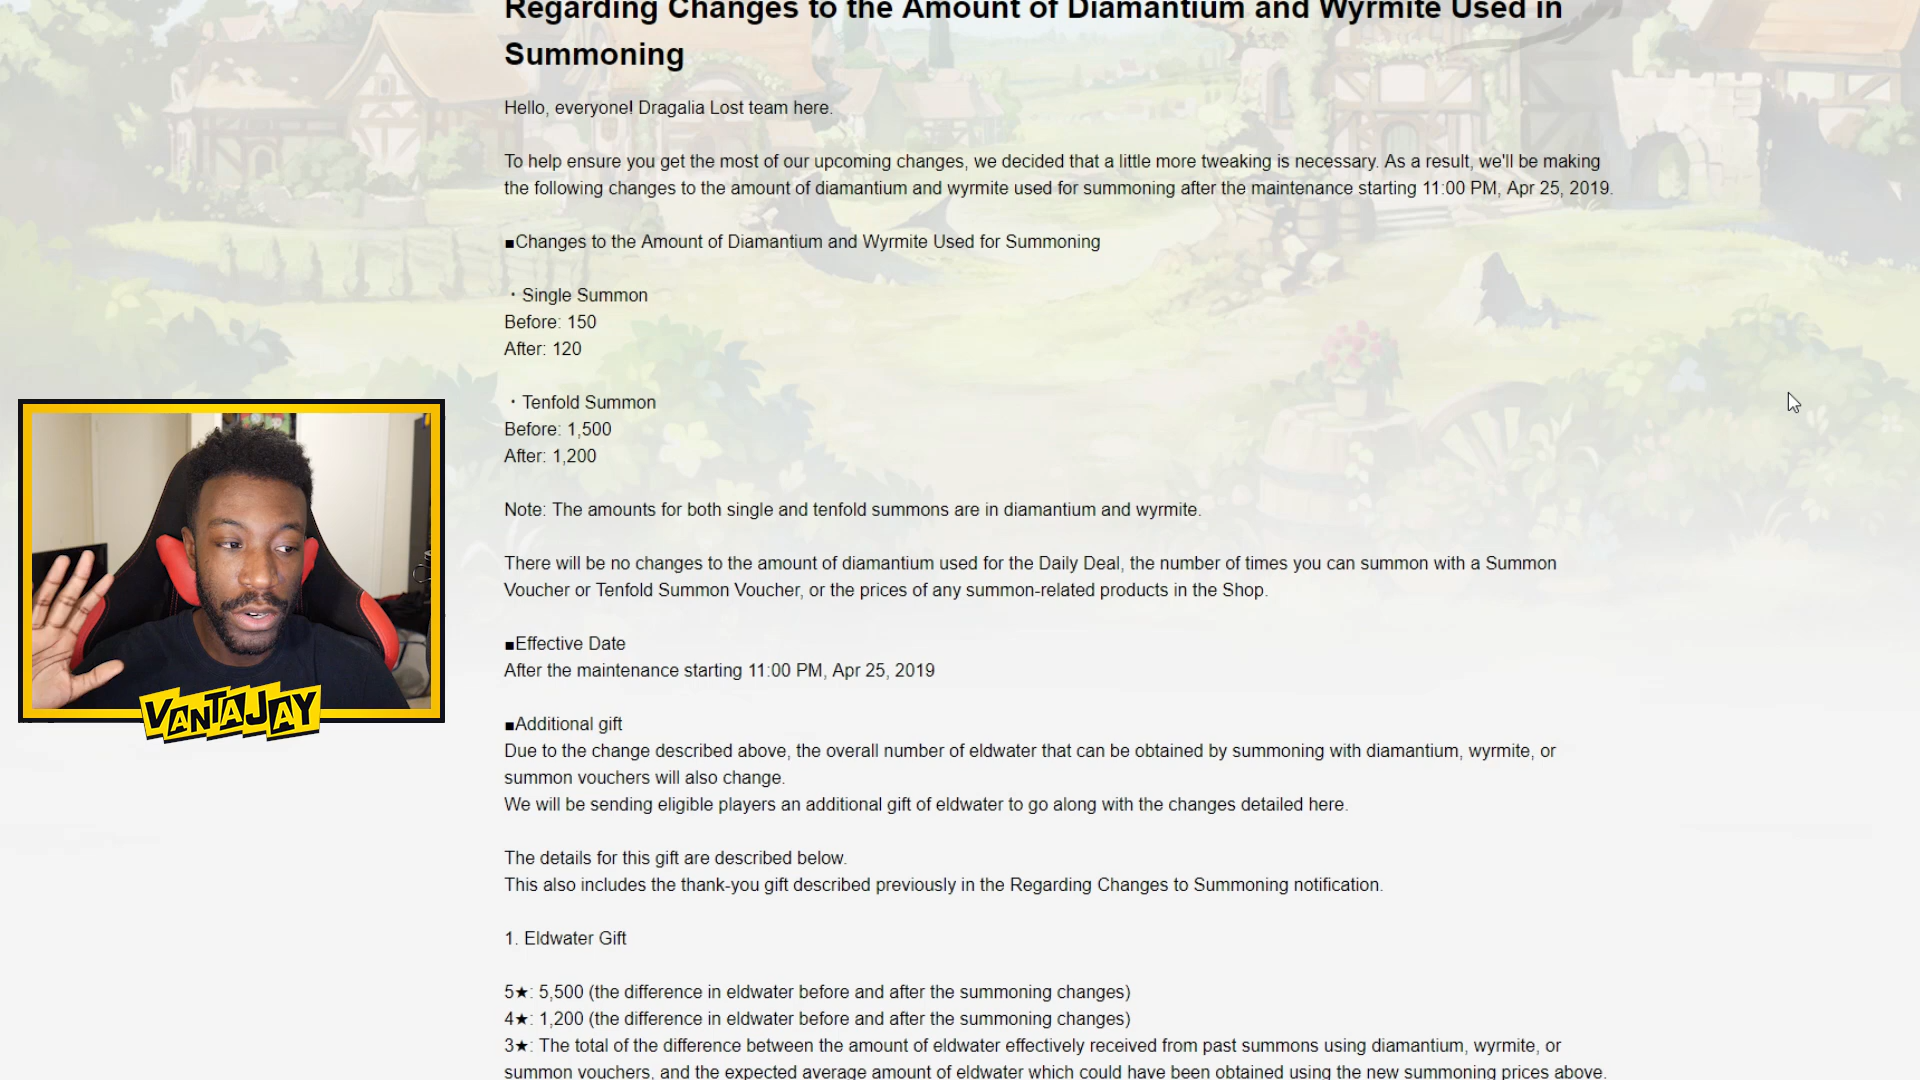 Regarding Changes to the Amount of Diamantium and Wyrmite Used in
Summoning
Hello, everyone! Dragalia Lost team here.
To help ensure you get the most of our upcoming changes, we decided that a little more tweaking is necessary. As a result, we'll be making
the following changes to the amount of diamantium and wyrmite used for summoning after the maintenance starting 11:00 PM, Apr 25, 2019.
■Changes to the Amount of Diamantium and Wyrmite Used for Summoning
・Single Summon
Before: 150
After: 120
・Tenfold Summon
Before: 1,500
After: 1,200
Note: The amounts for both single and tenfold summons are in diamantium and wyrmite.
There will be no changes to the amount of diamantium used for the Daily Deal, the number of times you can summon with a Summon
Voucher or Tenfold Summon Voucher, or the prices of any summon-related products in the Shop.
■Effective Date
After the maintenance starting 11:00 PM, Apr 25, 2019
VANTAJAY
■Additional gift
Due to the change described above, the overall number of eldwater that can be obtained by summoning with diamantium, wyrmite, or
summon vouchers will also change.
We will be sending eligible players an additional gift of eldwater to go along with the changes detailed here.
The details for this gift are described below.
This also includes the thank-you gift described previously in the Regarding Changes to Summoning notification.
1. Eldwater Gift
5★: 5,500 (the difference in eldwater before and after the summoning changes)
4★: 1,200 (the difference in eldwater before and after the summoning changes)
3★: The total of the difference between the amount of eldwater effectively received from past summons using diamantium, wyrmite, or
summon vouchers, and the expected average amount of eldwater which could have been obtained using the new summoning prices above.